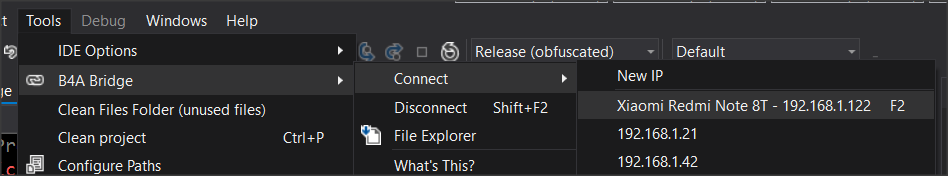 Tools Debug Windows Help
IDE Options
Release (obfuscated) Default
B4A Bridge
Connect
New IP
Clean Files Folder (unused files)
Disconnect Shift+F2
Xiaomi Redmi Note 8T - 192.168.1.122 F2
Clean project Ctrl+P
File Explorer
192.168.1.21
Configure Paths
What's This?
192.168.1.42